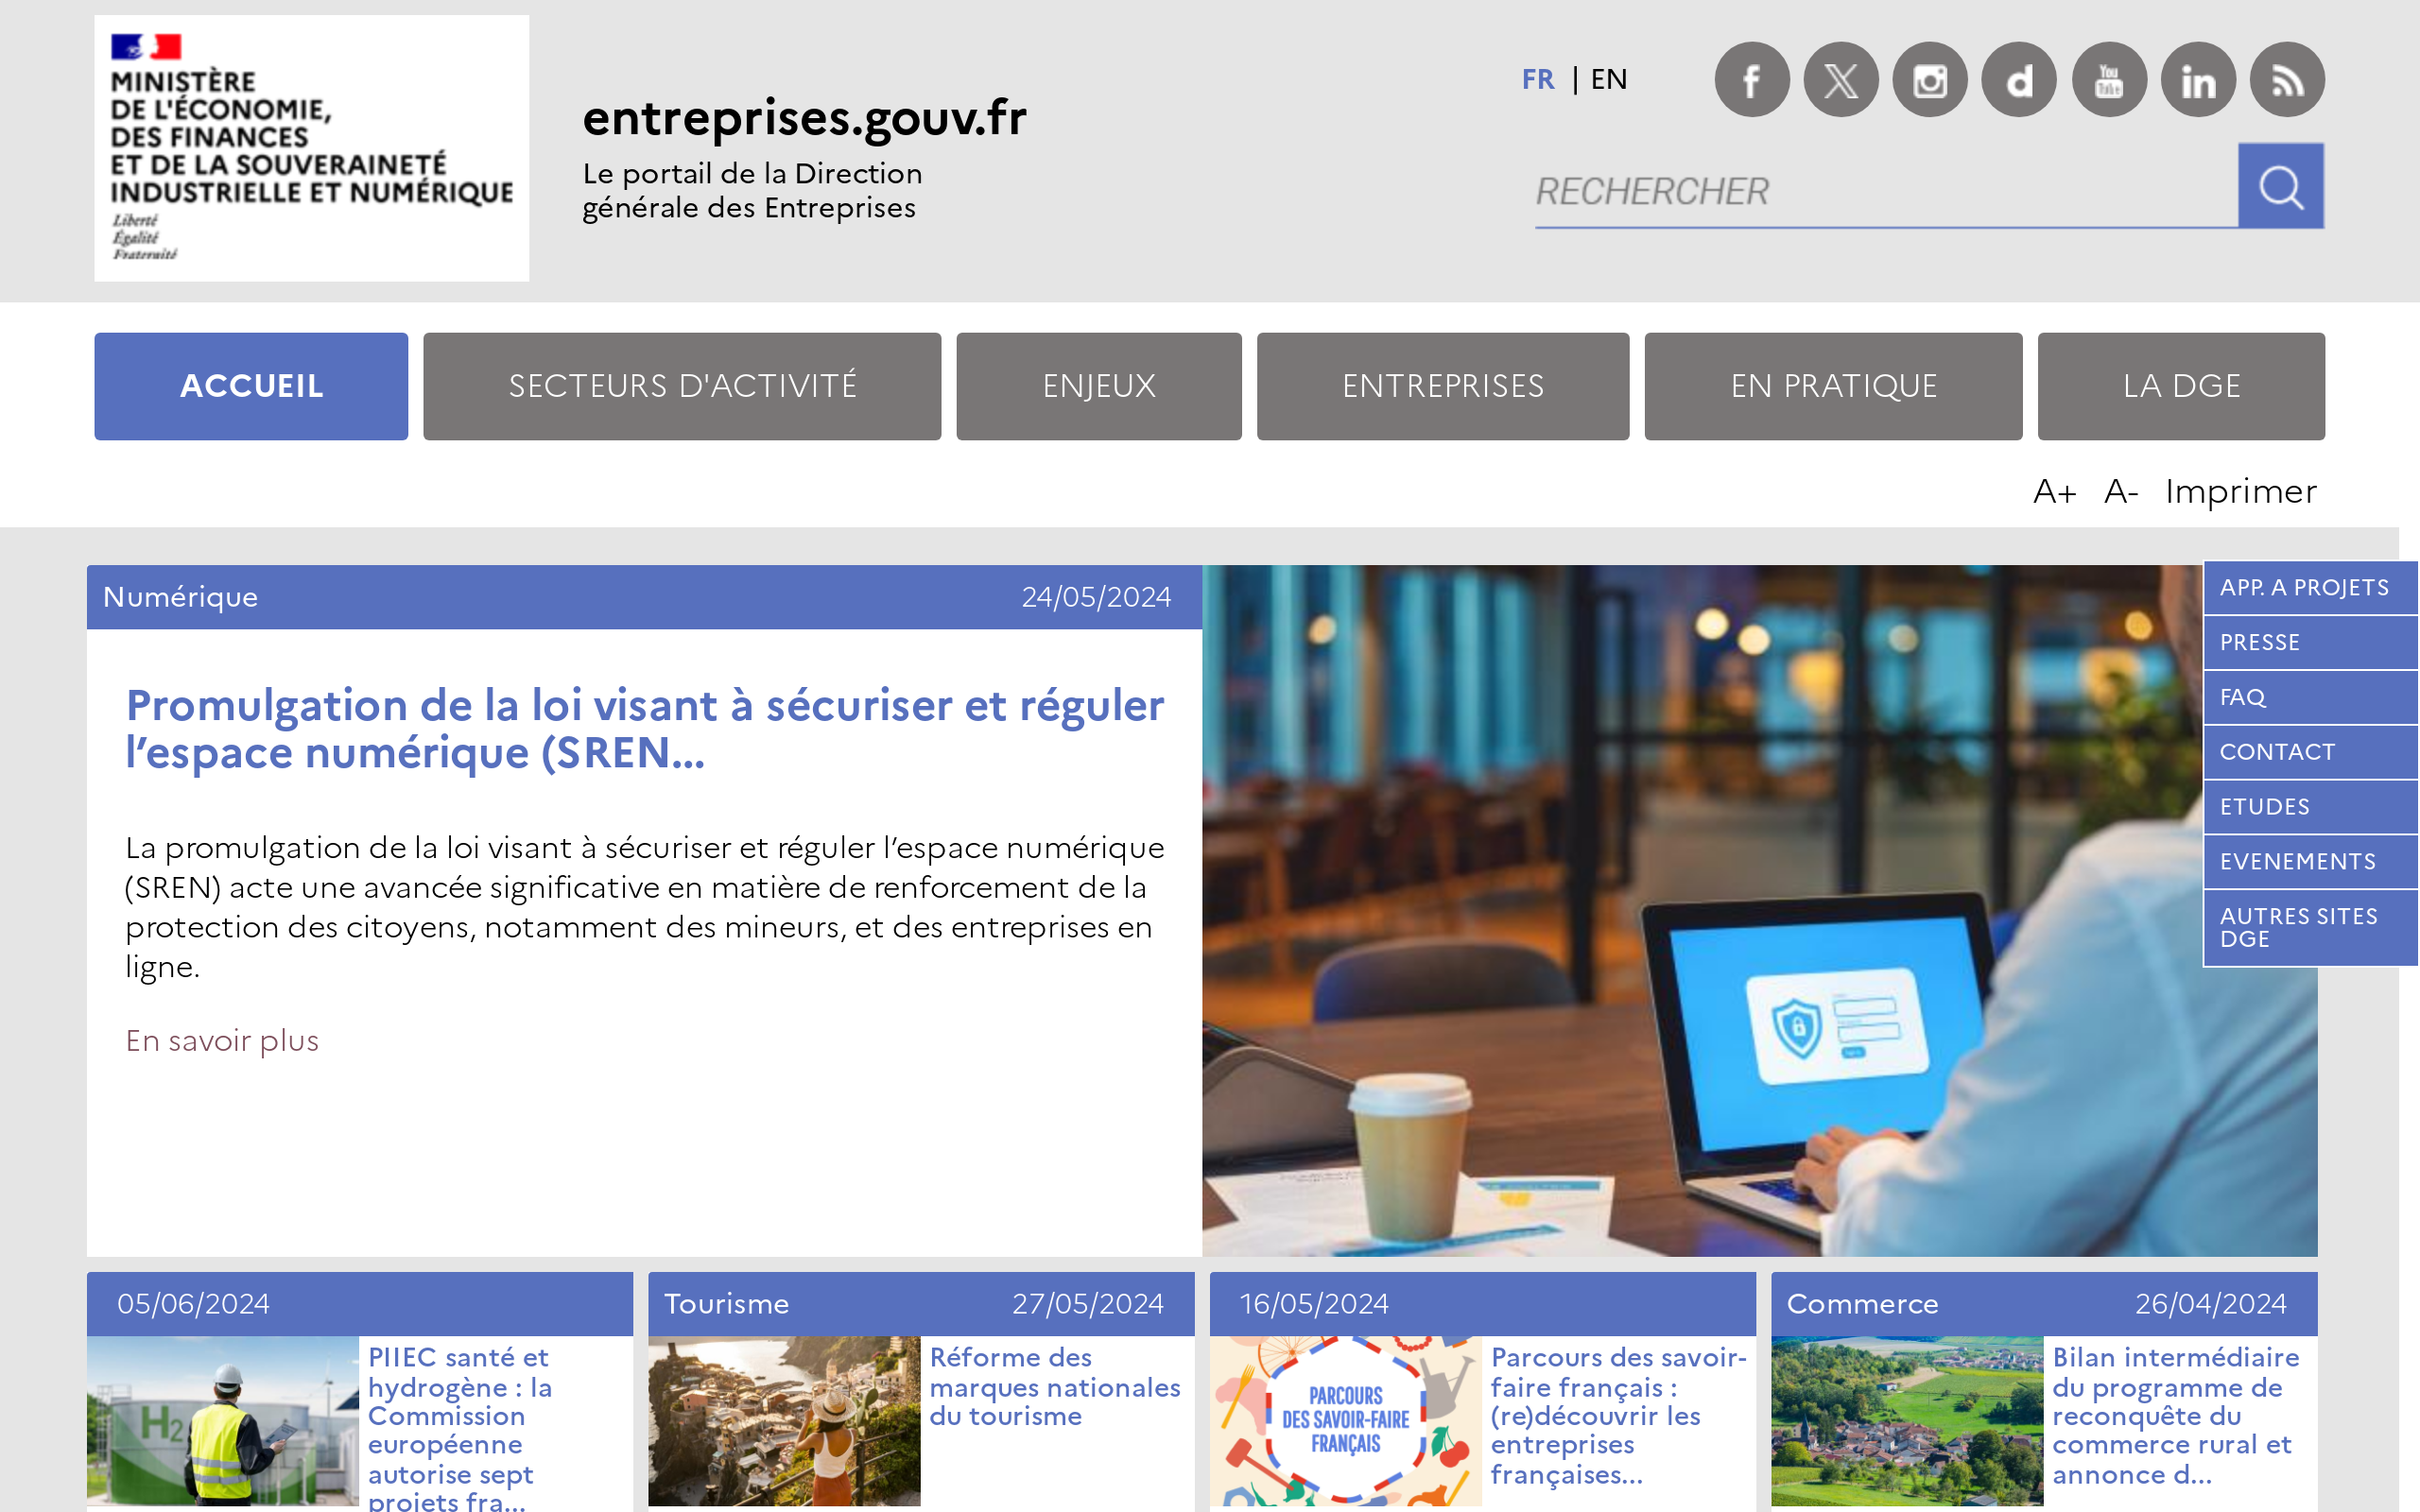 MINISTÈRE
DE L'ÉCONOMIE,
DES FINANCES
ET DE LA SOUVERAINETÉ
INDUSTRIELLE ET NUMÉRIQUE
Liberté
Égalité
Fraternité
entreprises.gouv.fr
Le portail de la Direction
générale des Entreprises
FR | EN
You Tube
RECHERCHER
ACCUEIL
SECTEURS D'ACTIVITÉ
ENJEUX
ENTREPRISES
EN PRATIQUE
LA DGE
A+ A- Imprimer
Numérique 24/05/2024
Promulgation de la loi visant à sécuriser et réguler
l’espace numérique (SREN...
La promulgation de la loi visant à sécuriser et réguler l’espace numérique
(SREN) acte une avancée significative en matière de renforcement de la
protection des citoyens, notamment des mineurs, et des entreprises en
ligne.
En savoir plus
APP. A PROJETS
PRESSE
FAQ
CONTACT
ETUDES
EVENEMENTS
AUTRES SITES
DGE
05/06/2024
H2
PIIEC santé et
hydrogène : la
Commission
européenne
autorise sept
projets fra...
Tourisme 27/05/2024
Réforme des
marques nationales
du tourisme
16/05/2024
PARCOURS
DES SAVOIR-FAIRE
FRANÇAIS
Parcours des savoir-
faire français :
(re)découvrir les
entreprises
françaises...
Commerce 26/04/2024
Bilan intermédiaire
du programme de
reconquête du
commerce rural et
annonce d...